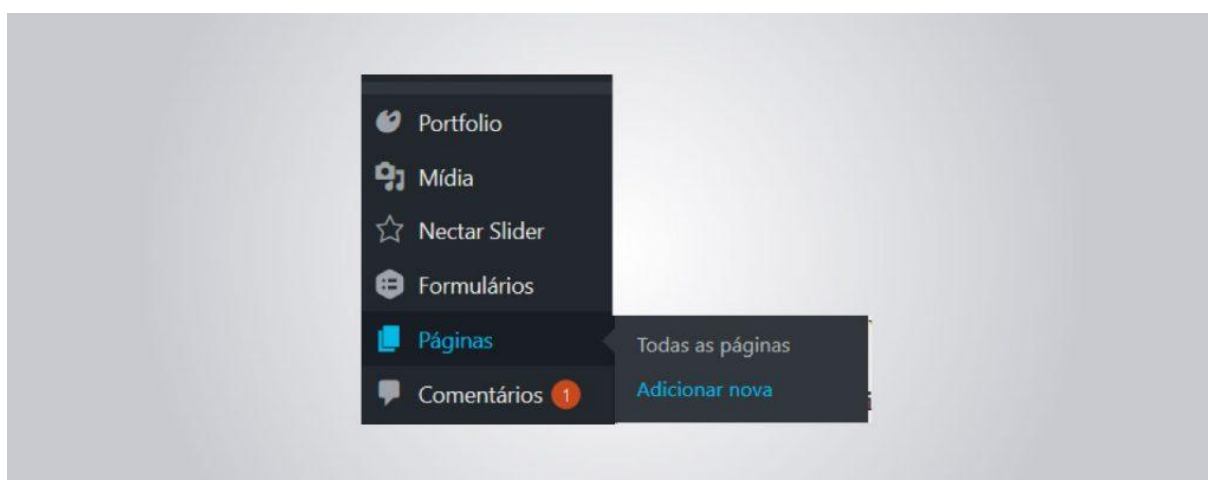 Portfolio
Mídia
Nectar Slider
Formulários
Páginas
Todas as páginas
Comentários 1
Adicionar nova